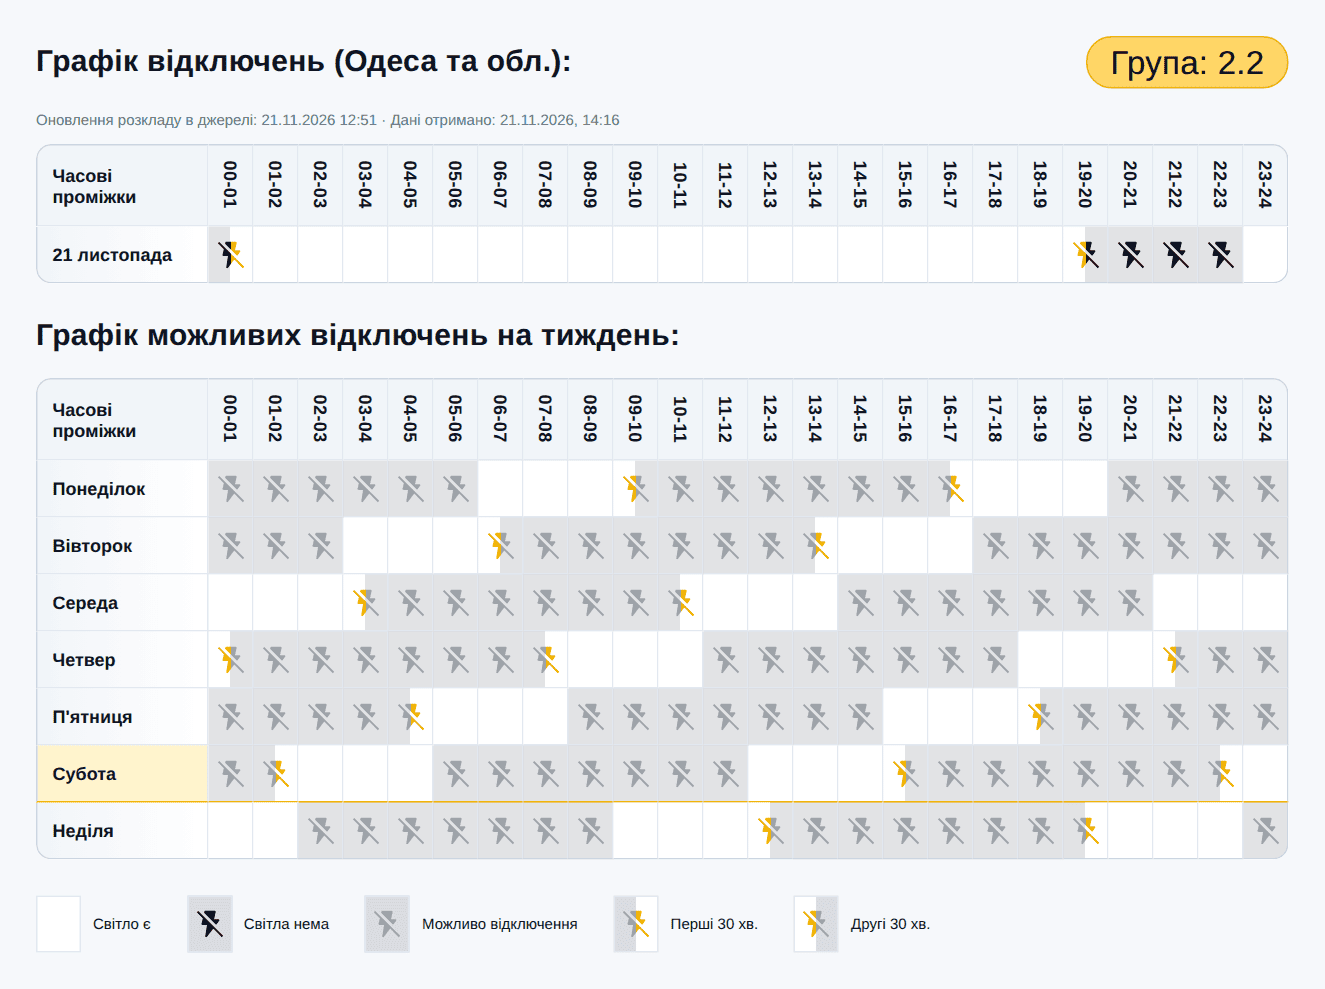 Графік відключень (Одеса та обл.):
Група: 2.2
Оновлення розкладу в джерелі: 21.11.2026 12:51 · Дані отримано: 21.11.2026, 14:16
Часові проміжки 00-01 01-02 02-03 03-04 04-05 05-06 06-07 07-08 08-09 09-10 10-11 11-12 12-13 13-14 14-15 15-16 16-17 17-18 18-19 19-20 20-21 21-22 22-23 23-24
21 листопада
Графік можливих відключень на тиждень:
Часові проміжки 00-01 01-02 02-03 03-04 04-05 05-06 06-07 07-08 08-09 09-10 10-11 11-12 12-13 13-14 14-15 15-16 16-17 17-18 18-19 19-20 20-21 21-22 22-23 23-24
Понеділок
Вівторок
Середа
Четвер
П'ятниця
Субота
Неділя
Світло є
Світла нема
Можливо відключення
Перші 30 хв.
Другі 30 хв.